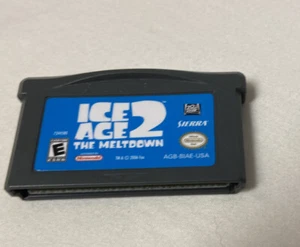 ICE
AGE 2
THE MELTDOWN
SIERRA
E
Nintendo
AGB-BIAE-USA